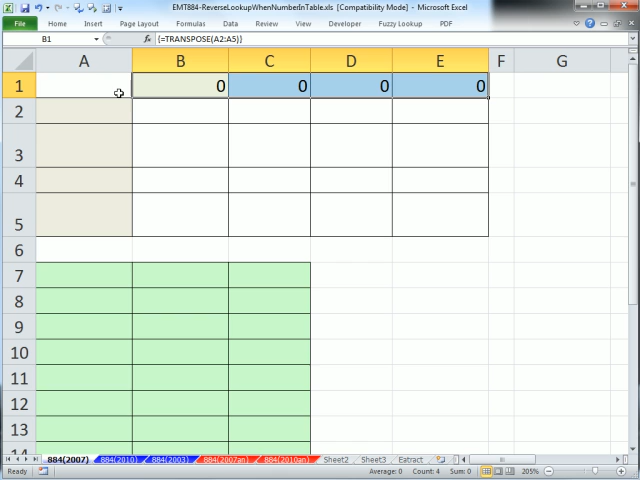 EMT884-ReverseLookupWhenNumberInTable.xls [Compatibility Mode] - Microsoft Excel
File Home Insert Page Layout Formulas Data Review View Developer Fuzzy Lookup PDF
B1 fx {=TRANSPOSE(A2:A5)}
A B C D E F G
1 0 0 0 0
2
3
4
5
6
7
8
9
10
11
12
13
14
884(2007) 884(2010) 884(2003) 884(2007an) 884(2010an) Sheet2 Sheet3 Eatract
Ready Average: 0 Count: 4 Sum: 0 205%